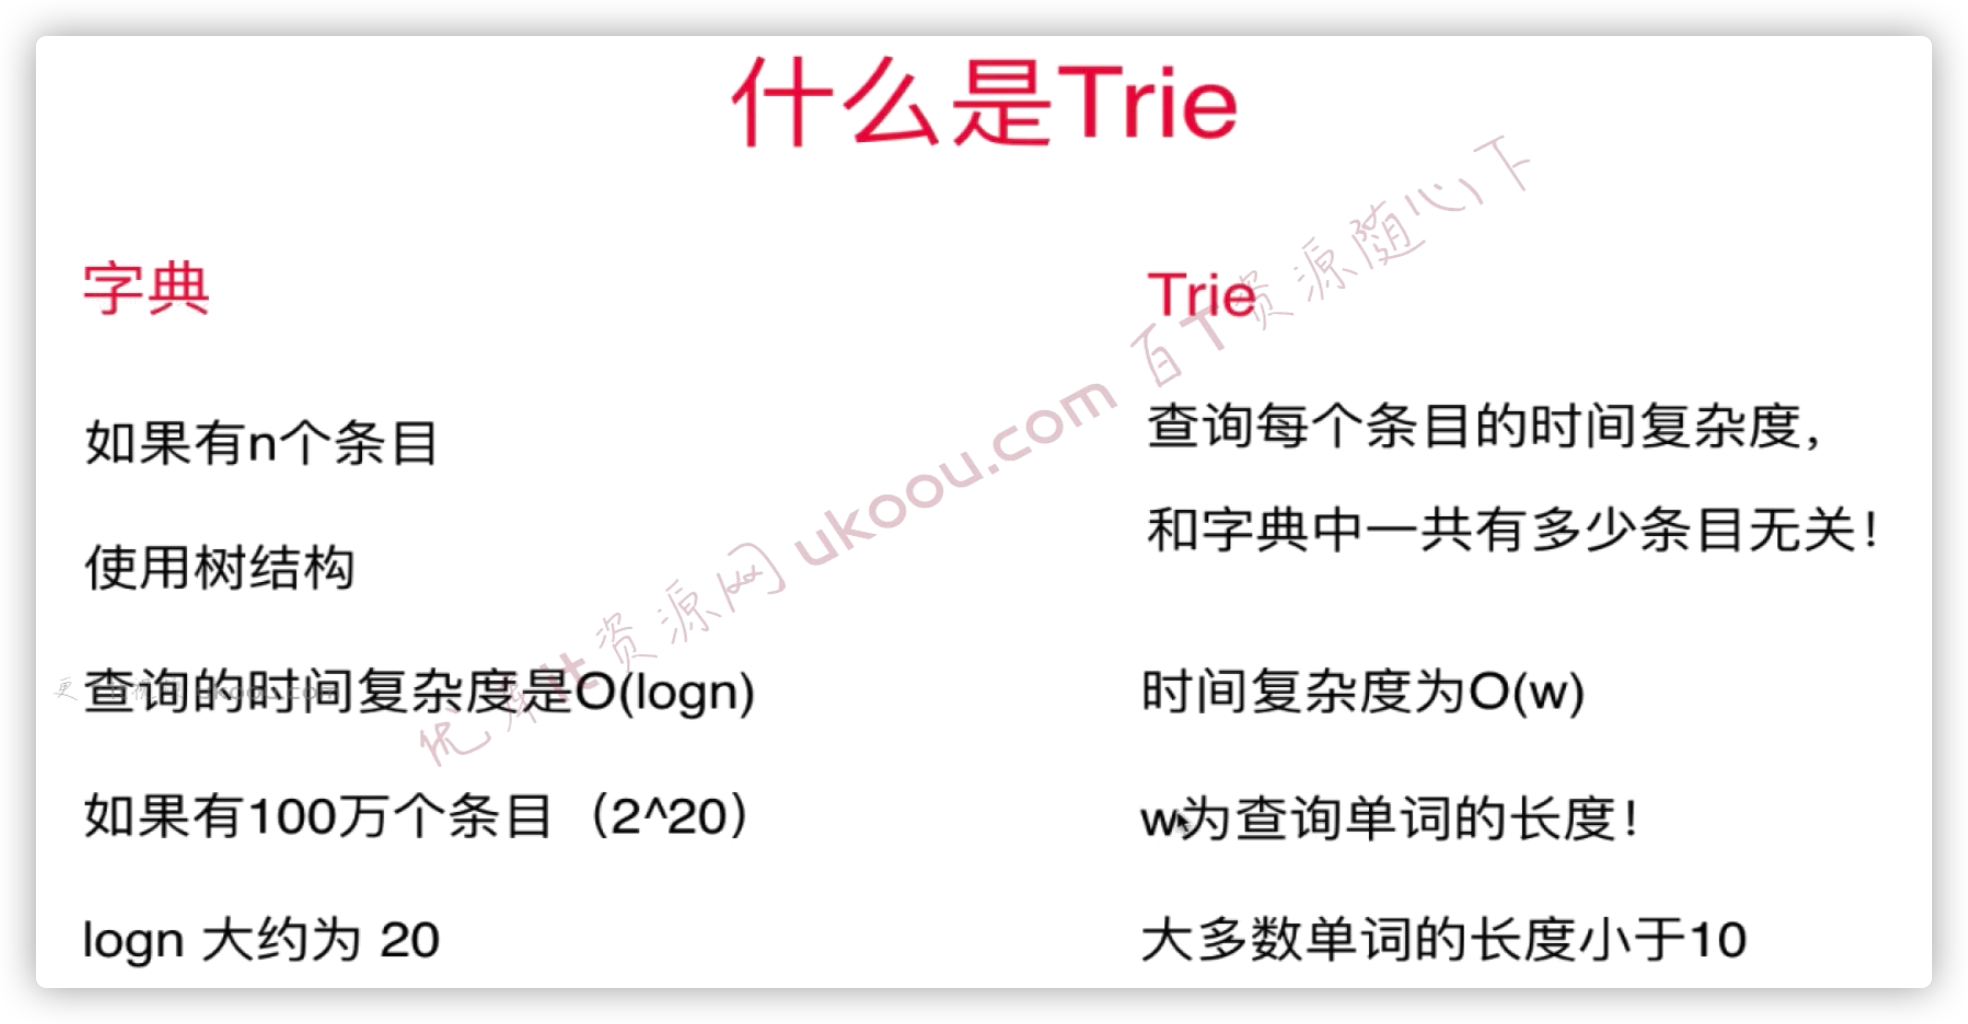 什么是Trie
字典
如果有n个条目
使用树结构
查询的时间复杂度是O(logn)
如果有100万个条目（2^20）
logn 大约为 20
Trie
查询每个条目的时间复杂度，
和字典中一共有多少条目无关！
时间复杂度为O(w)
w为查询单词的长度！
大多数单词的长度小于10
优库it资源网 ukoou.com 百T资源随心下
ukoou.com